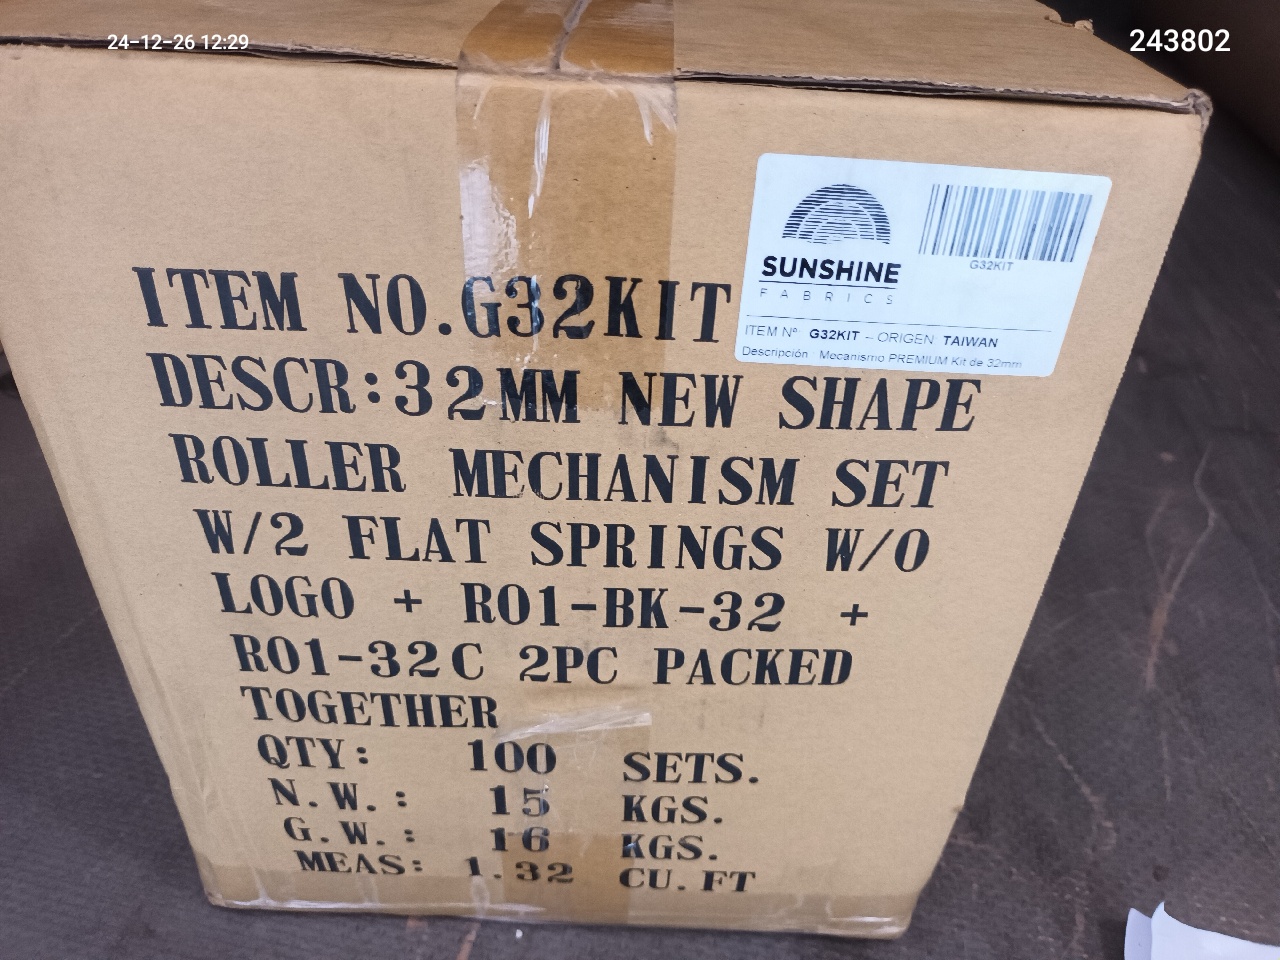 24-12-26 12:29
243802
SUNSHINE
FABRICS
G32KIT
ITEM Nº G32KIT - ORIGEN TAIWAN
Descripción Mecanismo PREMIUM Kit de 32mm
ITEM NO.G32KIT
DESCR:32MM NEW SHAPE
ROLLER MECHANISM SET
W/2 FLAT SPRINGS W/O
LOGO + R01-BK-32 +
R01-32C 2PC PACKED
TOGETHER
QTY: 100 SETS.
N.W.: 15 KGS.
G.W.: 16 KGS.
MEAS: 1.32 CU.FT